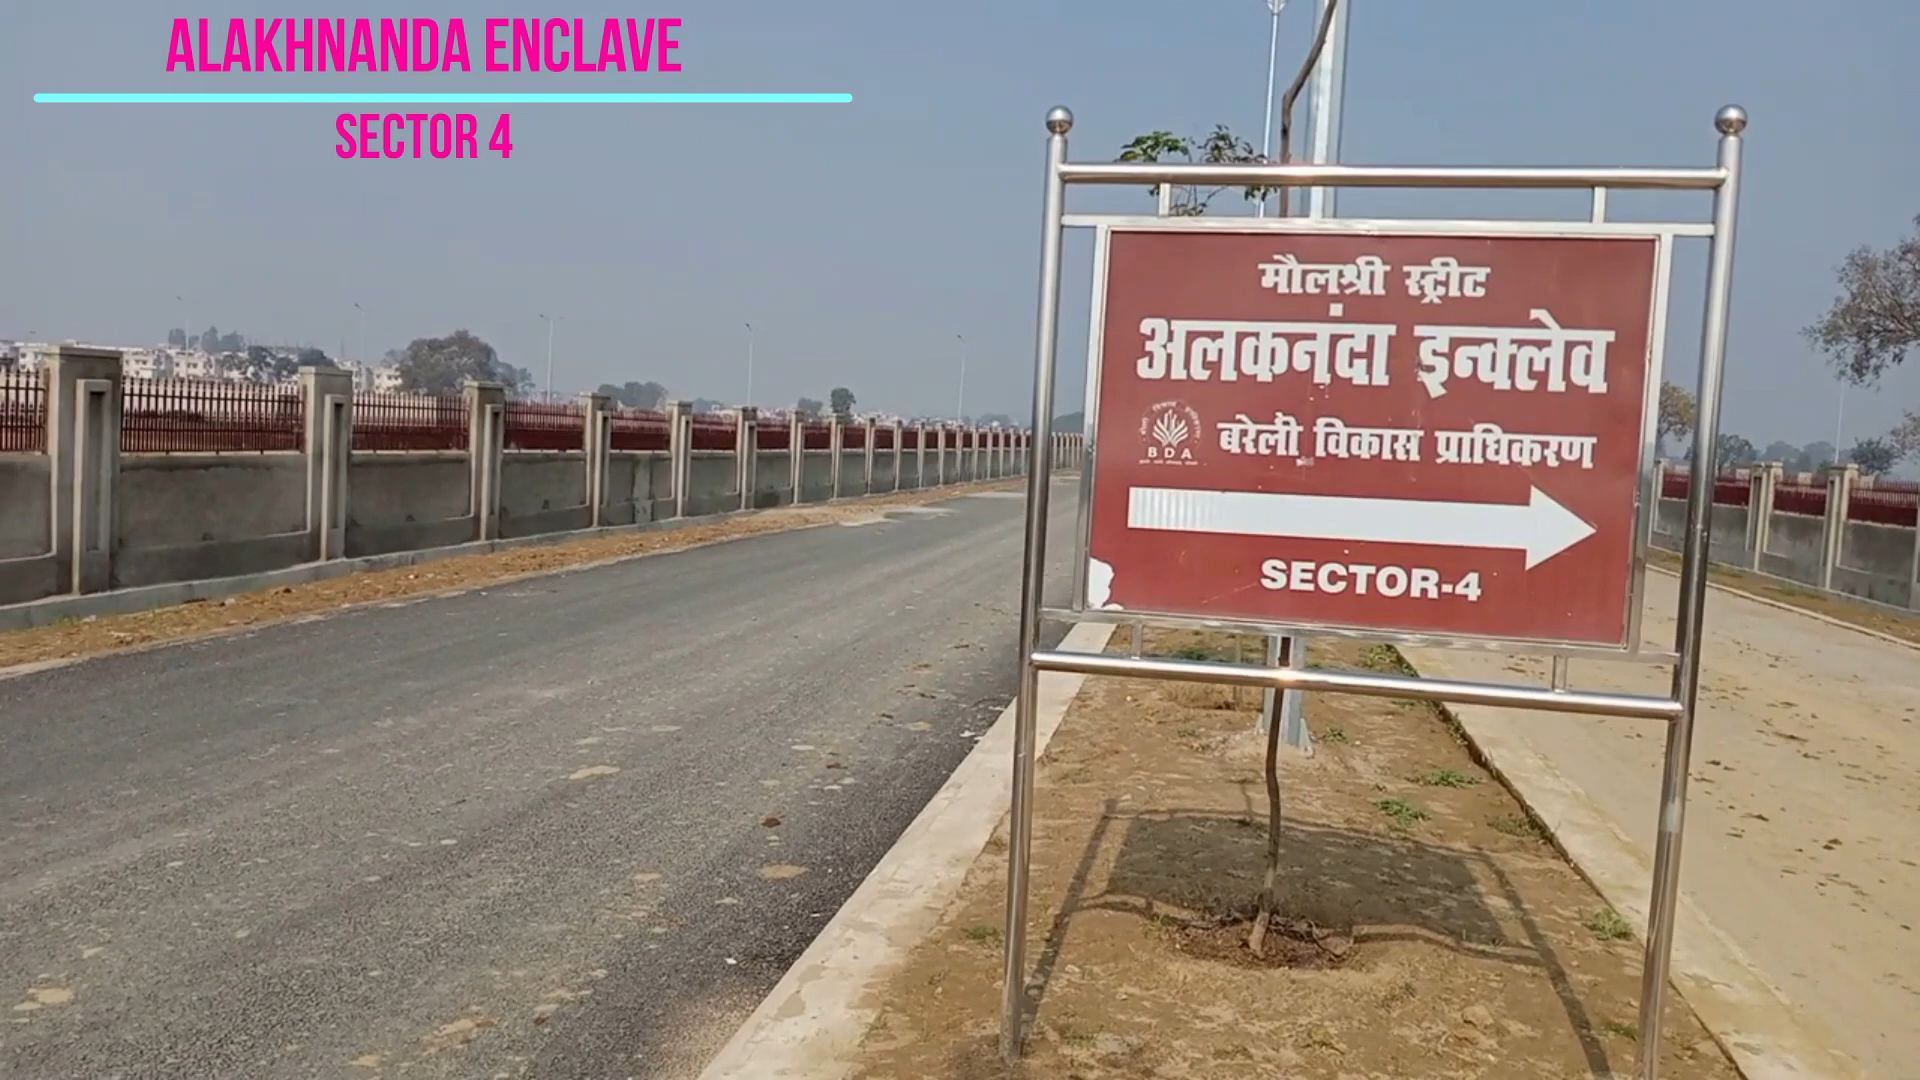 ALAKHNANDA ENCLAVE
SECTOR 4
मौलश्री स्ट्रीट
अलकनंदा इन्क्लेव
BDA
बरेली विकास प्राधिकरण
SECTOR-4